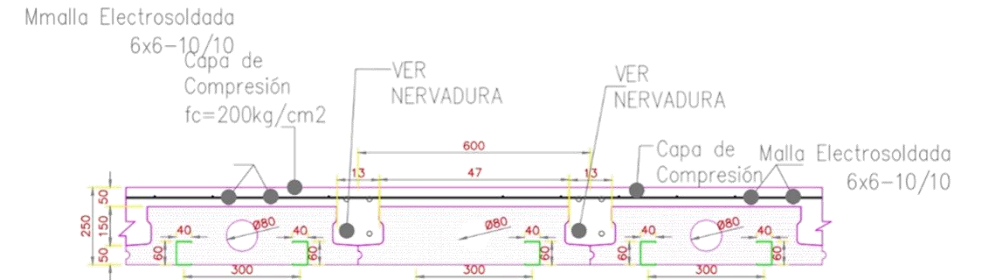 Mmalla Electrosoldada
6x6-10/10
Capa de
Compresión
fc=200kg/cm2
VER
NERVADURA
VER
NERVADURA
600
13
47
13
Capa de
Compresión
Malla Electrosoldada
6x6-10/10
250
50
150
50
40
Ø80
40
60
60
300
Ø80
40
60
300
40
Ø80
40
60
60
300